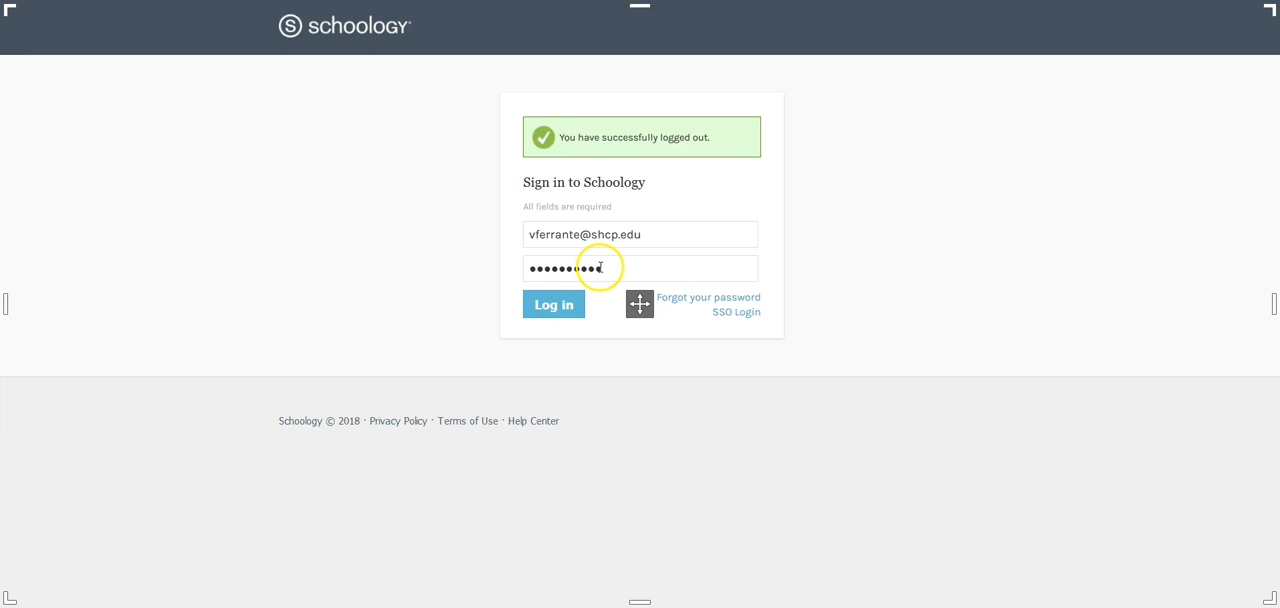 schoology
You have successfully logged out.
Sign in to Schoology
All fields are required
vferrante@shcp.edu
••••••••••
Log in
Forgot your password
SSO Login
Schoology © 2018 · Privacy Policy · Terms of Use · Help Center